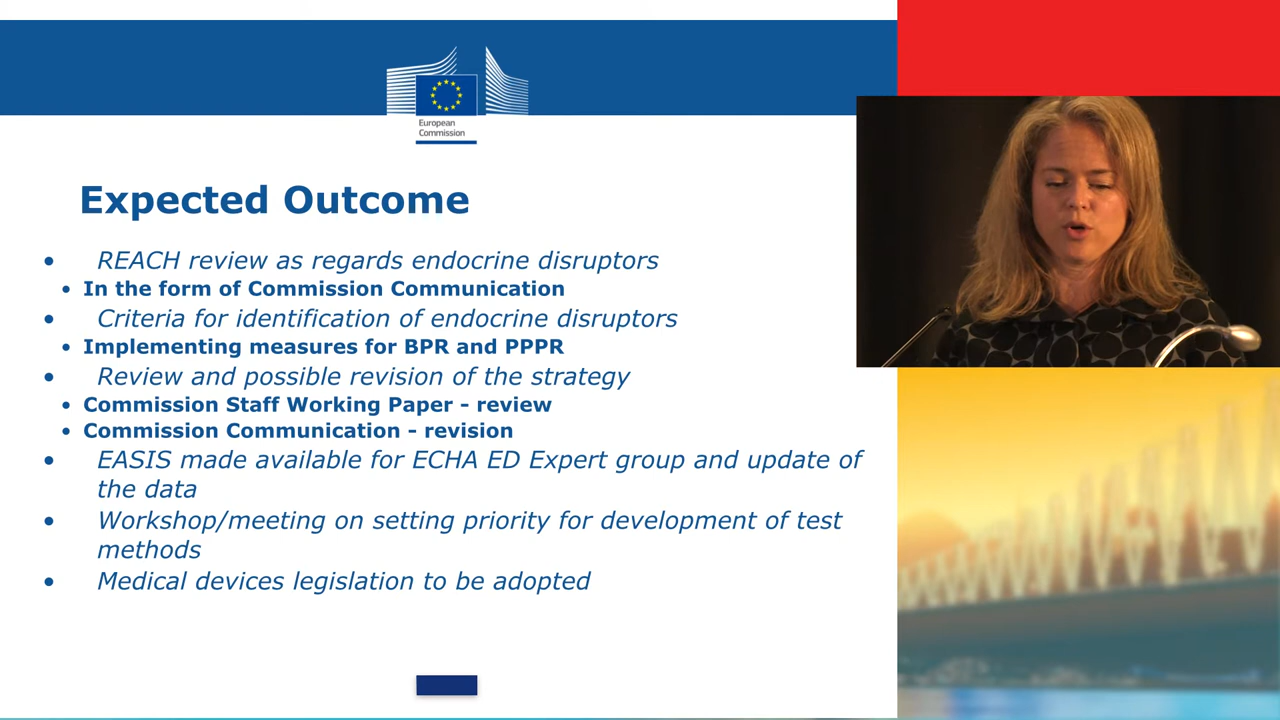 European
Commission
Expected Outcome
• REACH review as regards endocrine disruptors
• In the form of Commission Communication
• Criteria for identification of endocrine disruptors
• Implementing measures for BPR and PPPR
• Review and possible revision of the strategy
• Commission Staff Working Paper - review
• Commission Communication - revision
• EASIS made available for ECHA ED Expert group and update of
the data
• Workshop/meeting on setting priority for development of test
methods
• Medical devices legislation to be adopted